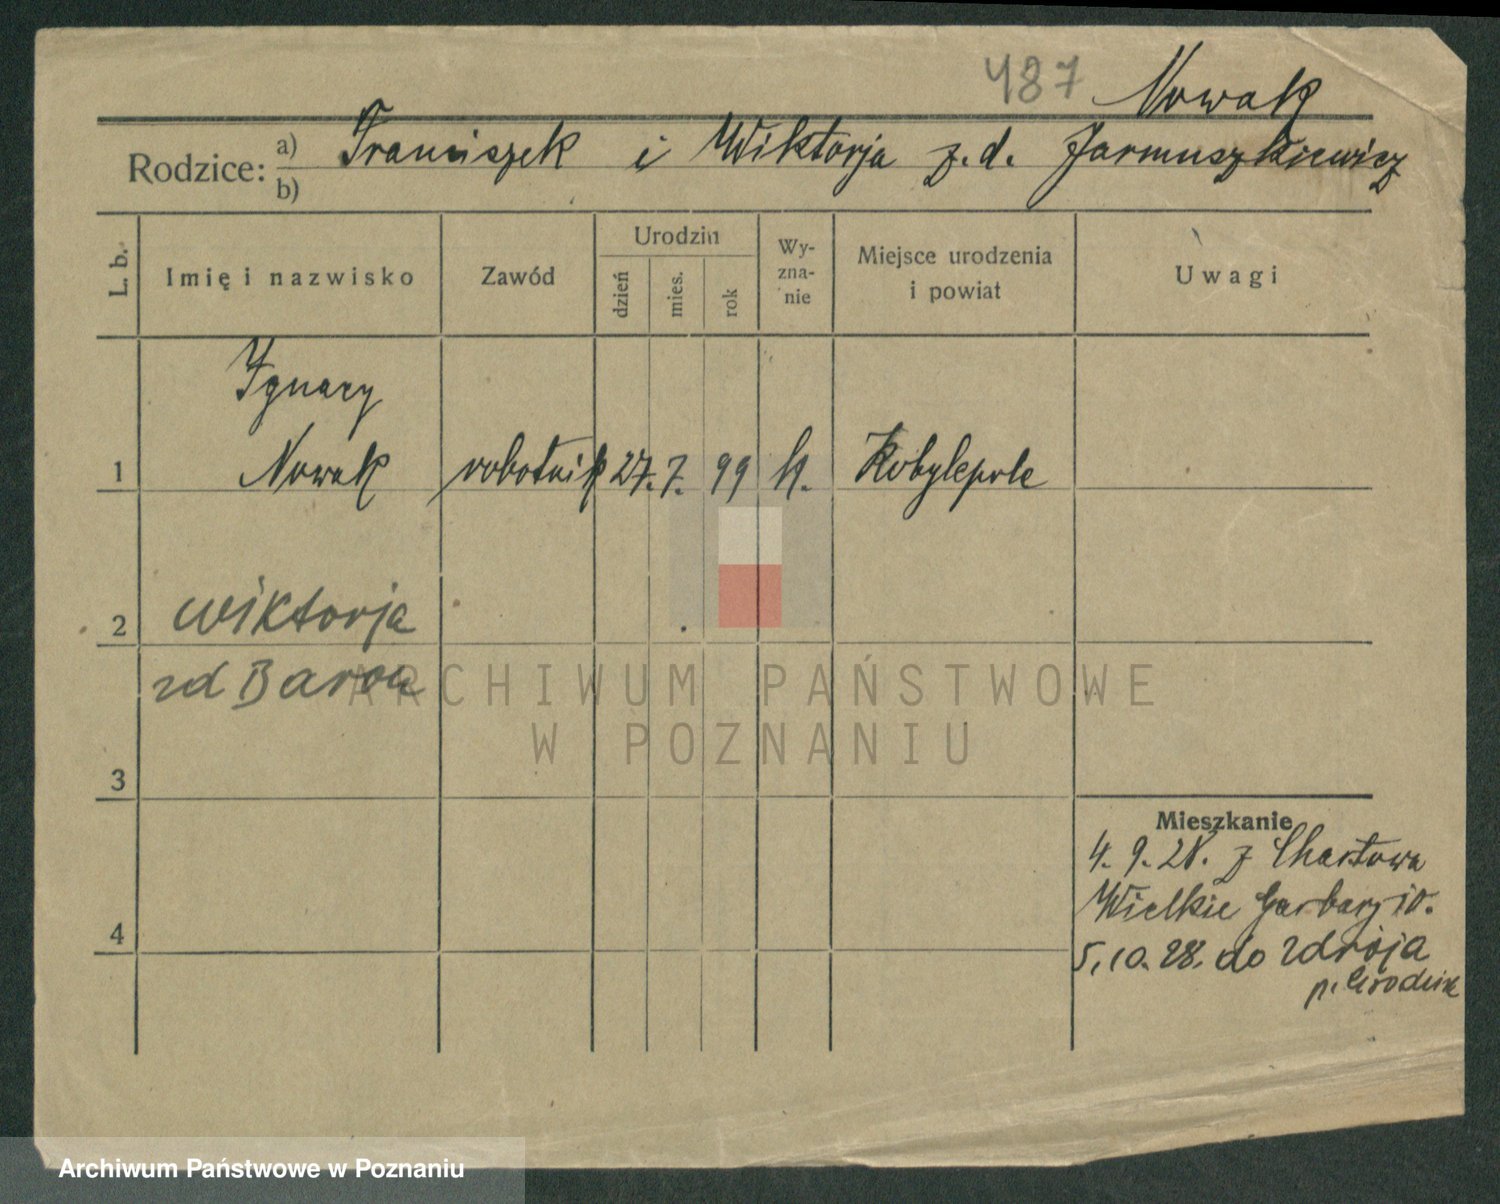 487 Nowak
Rodzice: a) Franciszek i Wiktorja z.d. Jarmuszkiewicz
b)
L. b.
Imię i nazwisko
Zawód
Urodzin
dzień
mies.
rok
Wy-
zna-
nie
Miejsce urodzenia
i powiat
Uwagi
Ignacy
1 Nowak robotnik 27. 7. 99 k. Kobylepole
2 Wiktorja
zd Baron
3
4
Mieszkanie
4. 9. 28. z Chartowa
Wielkie Garbary 10.
5. 10. 28. do Zdroja
p. Grodzisk
ARCHIWUM PAŃSTWOWE
W POZNANIU
Archiwum Państwowe w Poznaniu